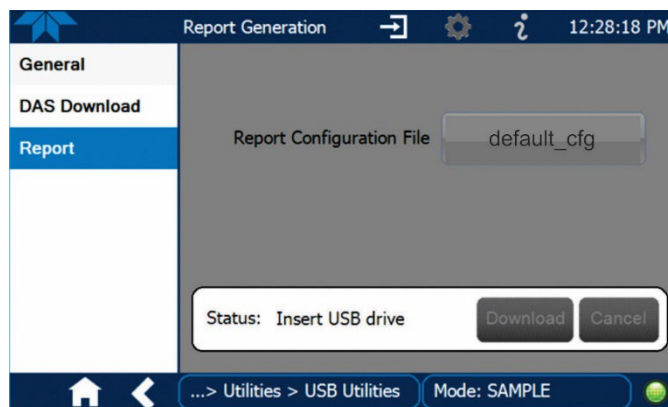 Report Generation 12:28:18 PM
General
DAS Download
Report
Report Configuration File default_cfg
Status: Insert USB drive Download Cancel
...> Utilities > USB Utilities Mode: SAMPLE